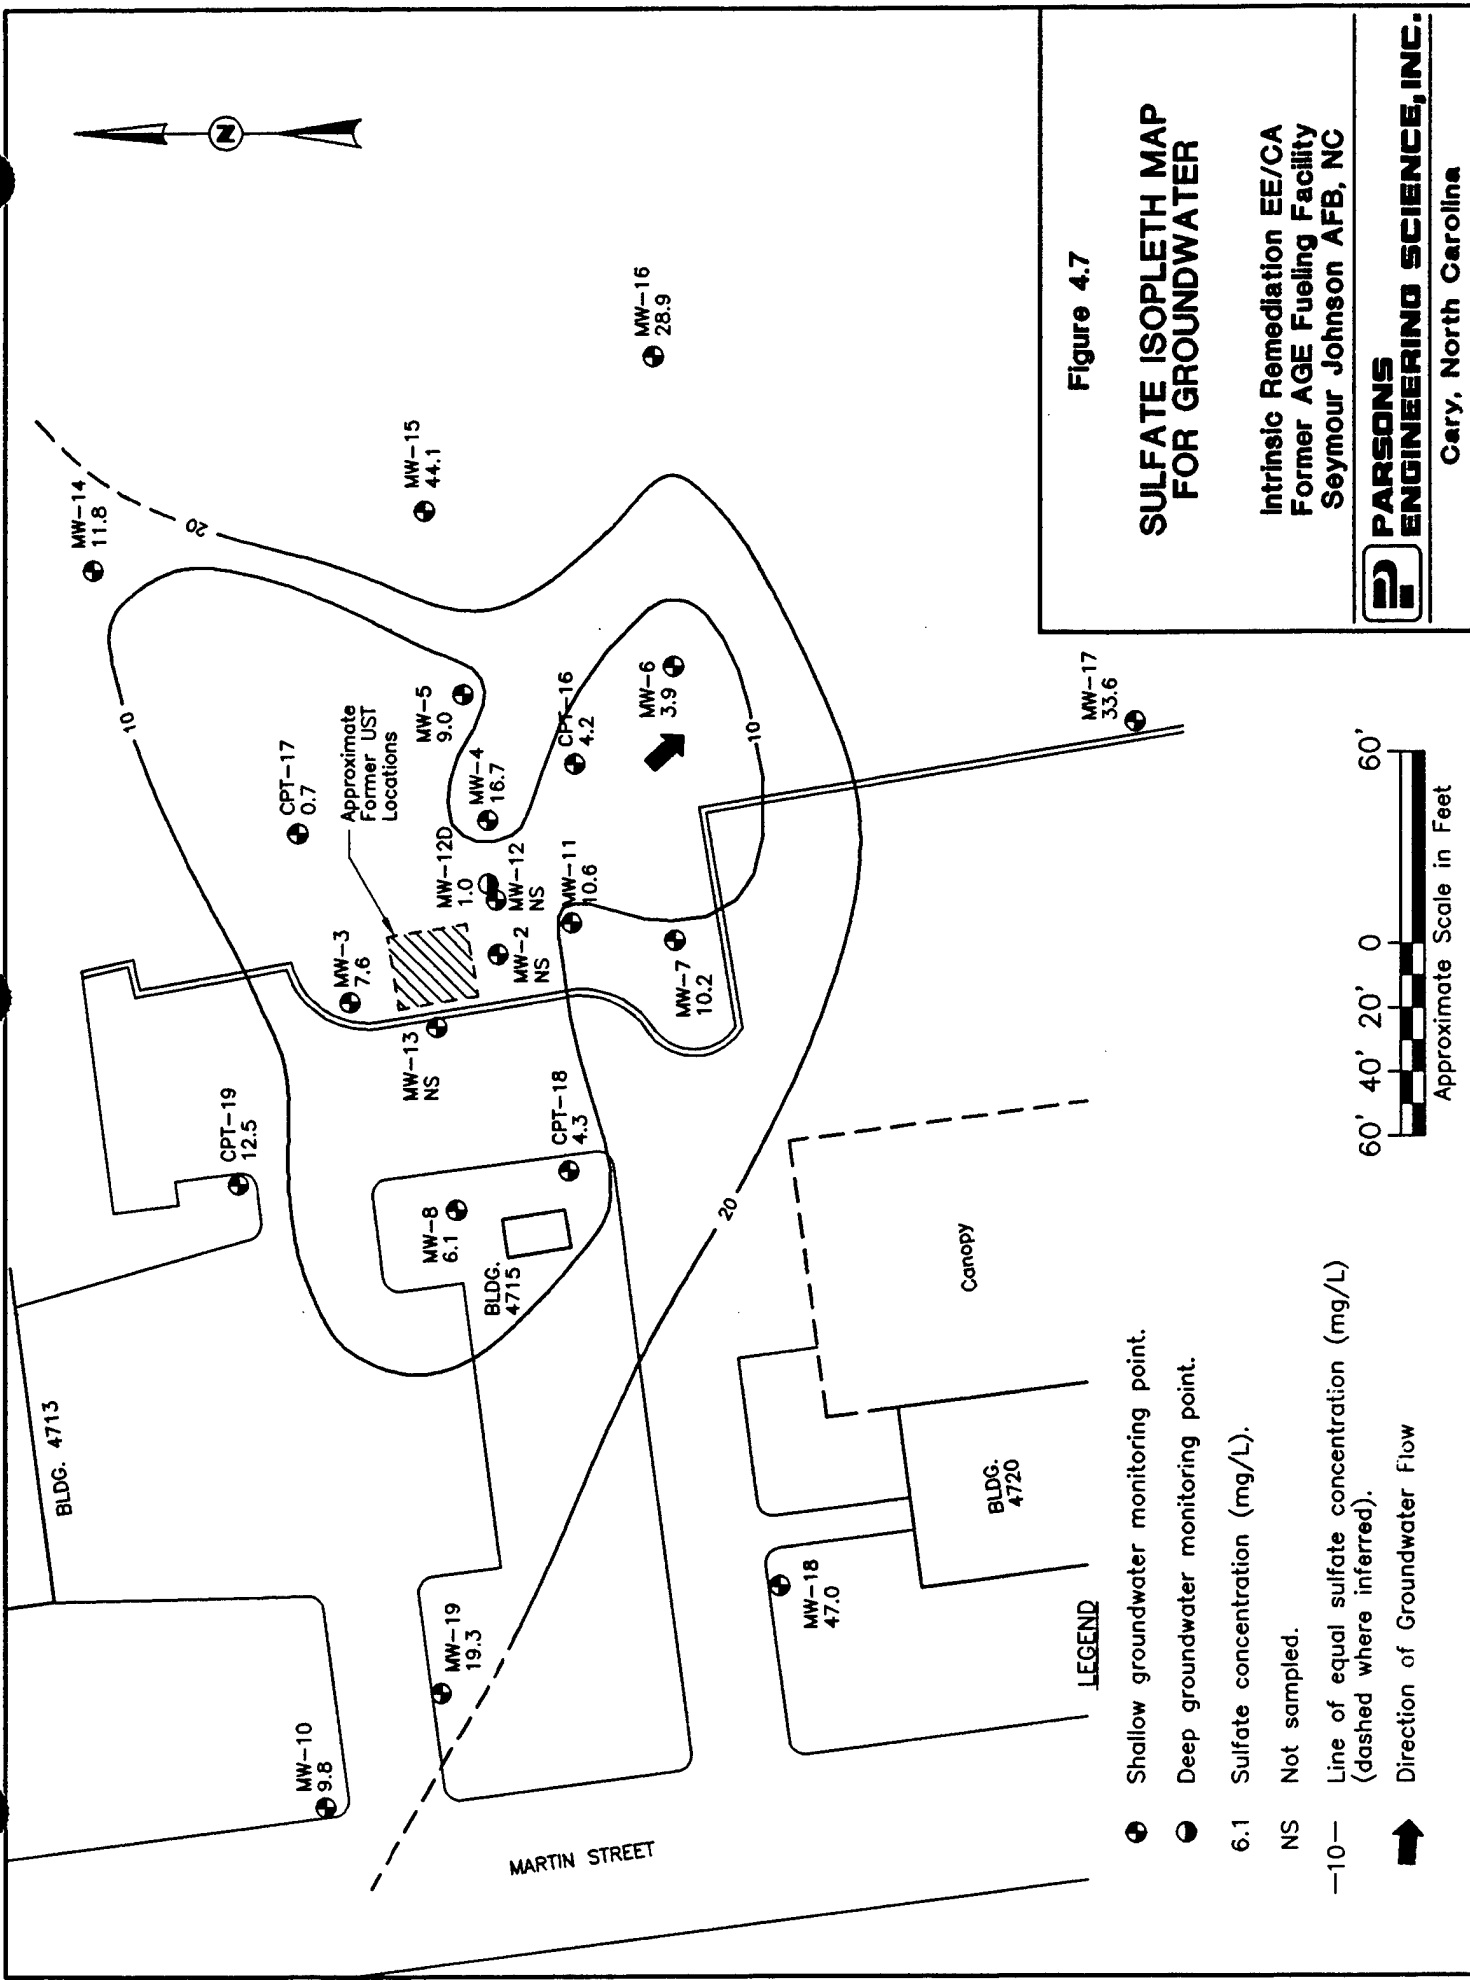 BLDG. 4713
MW-10
9.8
MW-19
19.3
MARTIN STREET
CPT-19
12.5
MW-8
6.1
BLDG.
4715
CPT-18
4.3
MW-13
NS
MW-3
7.6
MW-2
NS
MW-12D
1.0
MW-12
NS
MW-11
10.6
MW-7
10.2
CPT-17
0.7
Approximate
Former UST
Locations
MW-4
16.7
MW-5
9.0
CPT-16
4.2
MW-6
3.9
MW-14
11.8
MW-15
44.1
MW-16
28.9
MW-17
33.6
MW-18
47.0
BLDG.
4720
Canopy
10
10
20
20
N
LEGEND
Shallow groundwater monitoring point.
Deep groundwater monitoring point.
6.1 Sulfate concentration (mg/L).
NS Not sampled.
—10— Line of equal sulfate concentration (mg/L)
(dashed where inferred).
Direction of Groundwater Flow
60' 40' 20' 0 60'
Approximate Scale in Feet
Figure 4.7
SULFATE ISOPLETH MAP
FOR GROUNDWATER
Intrinsic Remediation EE/CA
Former AGE Fueling Facility
Seymour Johnson AFB, NC
PARSONS
ENGINEERING SCIENCE, INC.
Cary, North Carolina